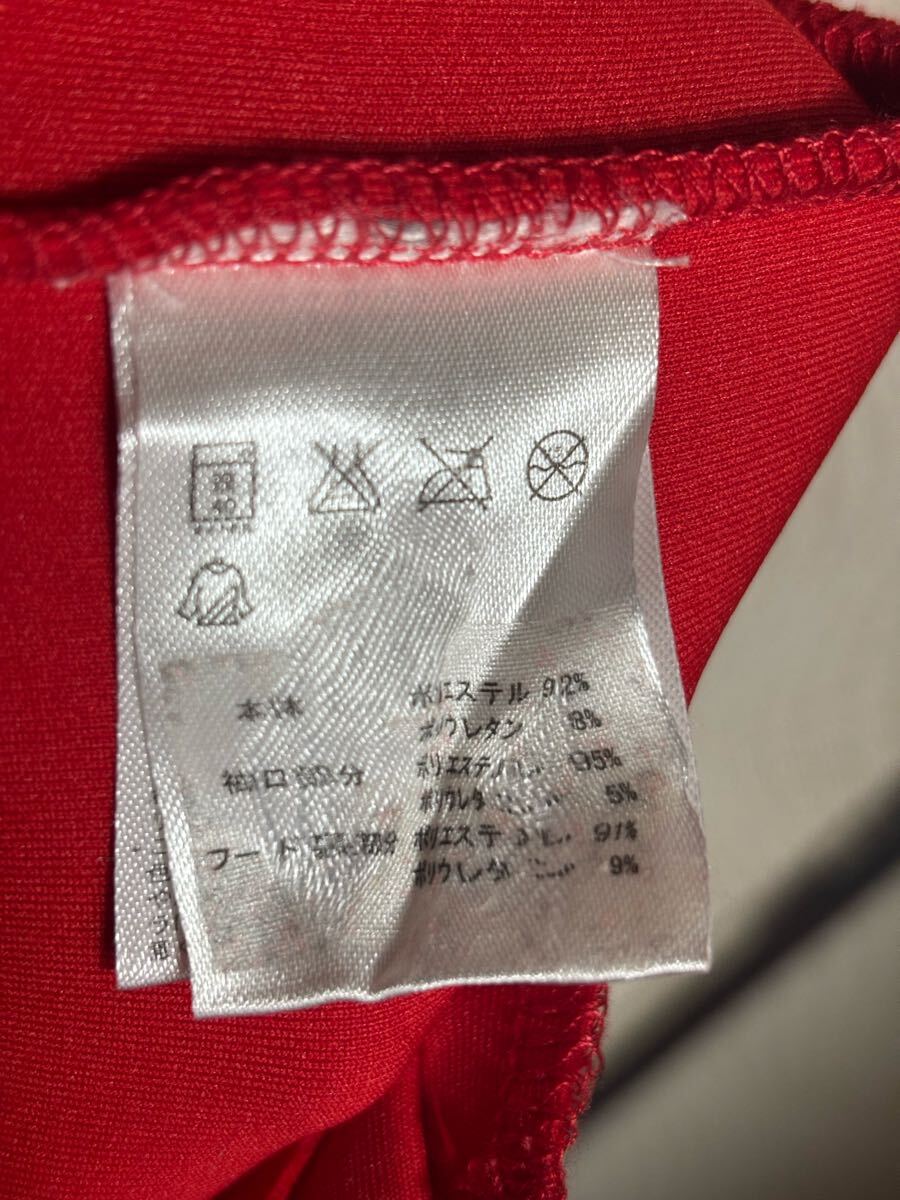 弱
40
本体 ポリエステル 92%
ポリウレタン 8%
袖口部分 ポリエステル 95%
ポリウレタン 5%
フード部分 ポリエステル 91%
ポリウレタン 9%